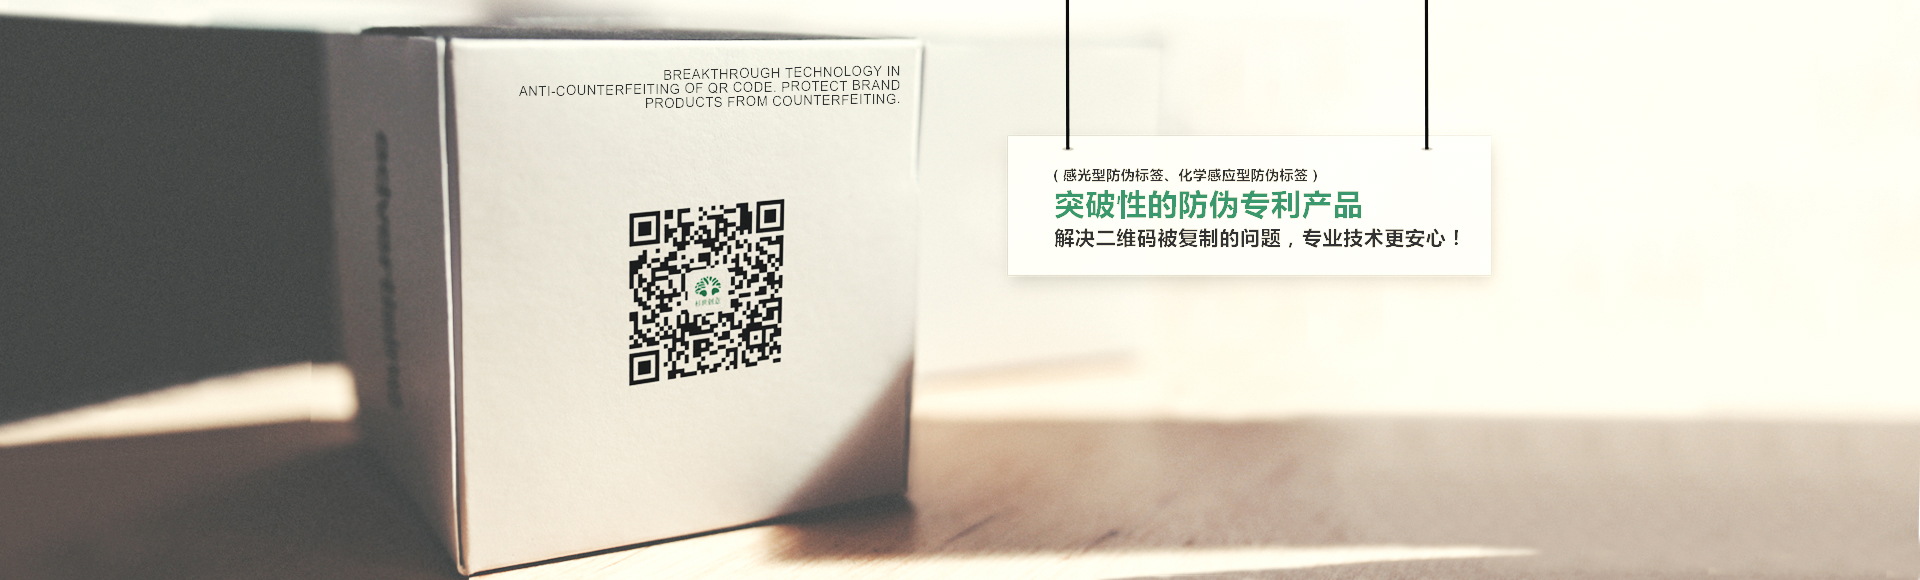 BREAKTHROUGH TECHNOLOGY IN
ANTI-COUNTERFEITING OF QR CODE. PROTECT BRAND
PRODUCTS FROM COUNTERFEITING.
(感光型防伪标签、化学感应型防伪标签)
突破性的防伪专利产品
解决二维码被复制的问题，专业技术更安心！